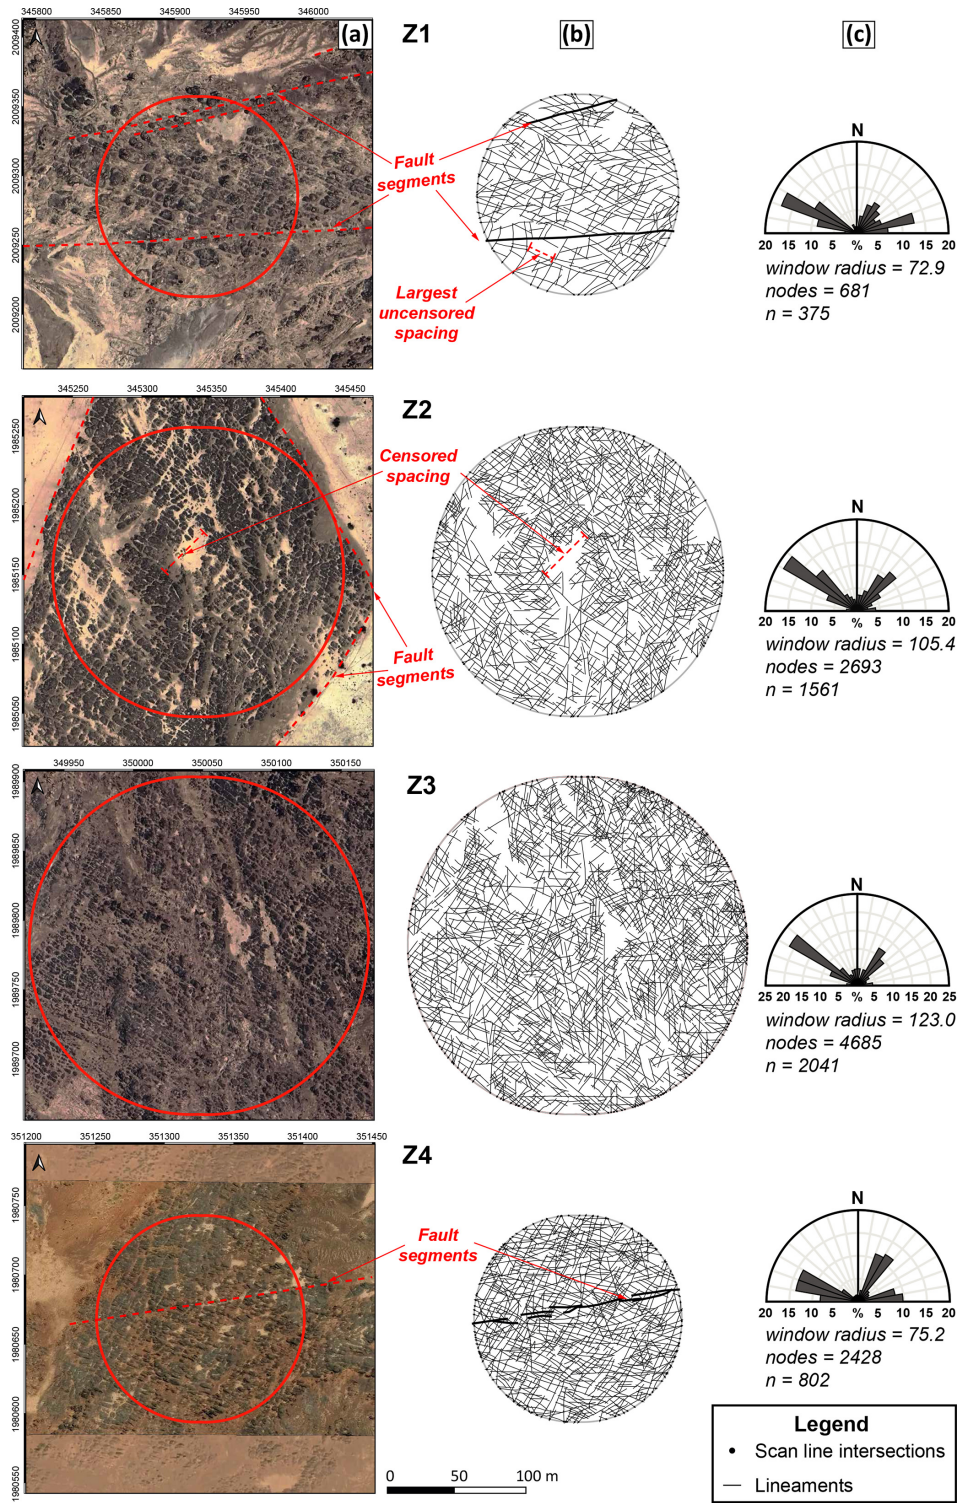 345800 345850 345900 345950 346000
(a)
Z1
(b)
(c)
2009400
2009350
2009300
2009250
2009200
Fault
segments
Largest
uncensored
spacing
N
20 15 10 5 % 5 10 15 20
window radius = 72.9
nodes = 681
n = 375
345250 345300 345350 345400 345450
Z2
1985250
1985200
1985150
1985100
1985050
Censored
spacing
Fault
segments
N
20 15 10 5 % 5 10 15 20
window radius = 105.4
nodes = 2693
n = 1561
349950 350000 350050 350100 350150
Z3
1989900
1989850
1989800
1989750
1989700
N
25 20 15 10 5 % 5 10 15 20 25
window radius = 123.0
nodes = 4685
n = 2041
351200 351250 351300 351350 351400 351450
Z4
1980750
1980700
1980650
1980600
1980550
Fault
segments
N
20 15 10 5 % 5 10 15 20
window radius = 75.2
nodes = 2428
n = 802
0 50 100 m
Legend
Scan line intersections
Lineaments